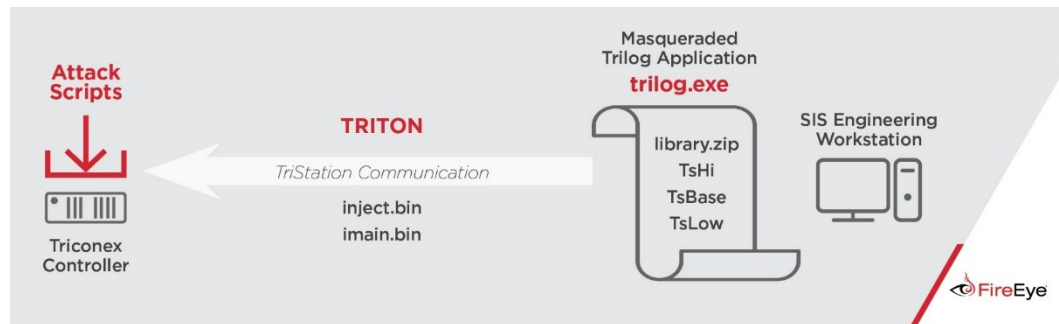 Attack
Scripts
Triconex
Controller
TRITON
TriStation Communication
inject.bin
imain.bin
Masqueraded
Trilog Application
trilog.exe
library.zip
TsHi
TsBase
TsLow
SIS Engineering
Workstation
FireEye